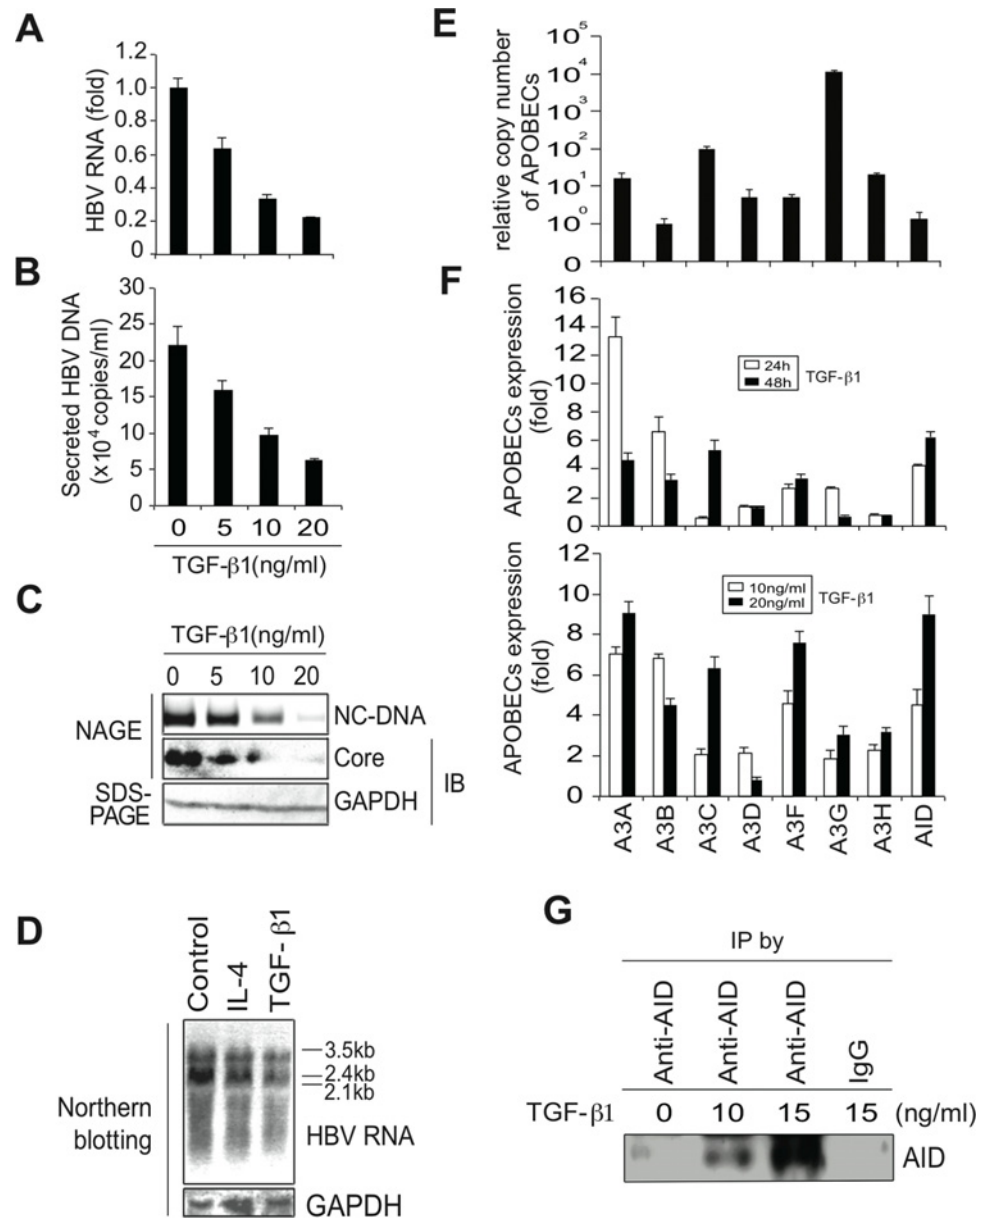 A
HBV RNA (fold)
1.2
1
0.8
0.6
0.4
0.2
0
B
Secreted HBV DNA
(x10⁴ copies/ml)
30
25
20
15
10
5
0
0 5 10 20
TGF-β1(ng/ml)
C
TGF-β1(ng/ml)
0 5 10 20
NAGE
NC-DNA
Core
SDS-
PAGE
GAPDH
IB
D
Control
IL-4
TGF-β1
3.5kb
2.4kb
2.1kb
Northern
blotting
HBV RNA
GAPDH
E
relative copy number
of APOBECs
10⁵
10⁴
10³
10²
10¹
10⁰
0
F
APOBECs expression
(fold)
16
14
12
10
8
6
4
2
0
24h
48h
TGF-β1
APOBECs expression
(fold)
12
10
8
6
4
2
0
10ng/ml
20ng/ml
TGF-β1
A3A
A3B
A3C
A3D
A3F
A3G
A3H
AID
G
IP by
Anti-AID
Anti-AID
Anti-AID
IgG
TGF-β1 0 10 15 15 (ng/ml)
AID